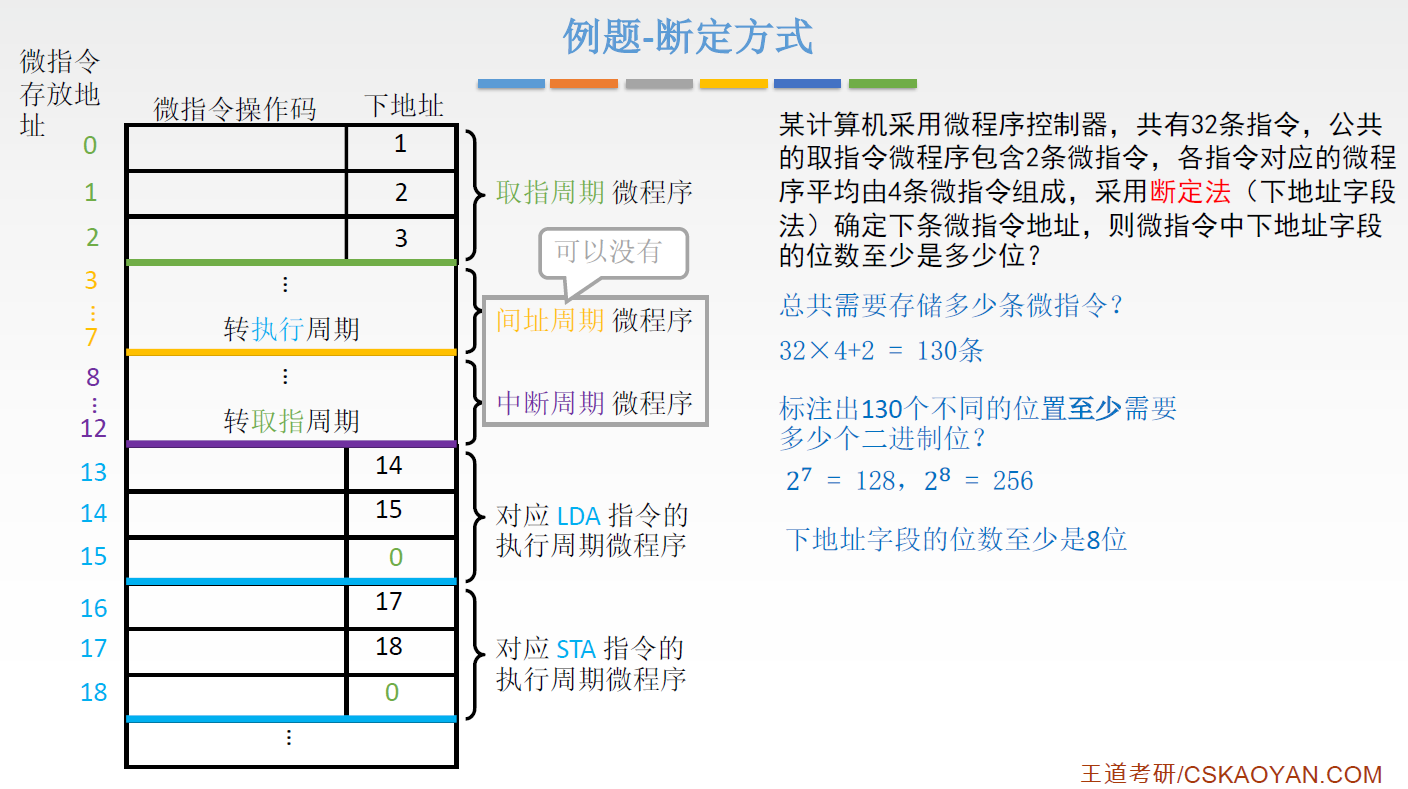 例题-断定方式
微指令
存放地
址
微指令操作码 下地址
0 1
1 2
2 3
取指周期 微程序
3
⋮
7
⋮
转执行周期
可以没有
间址周期 微程序
8
⋮
12
⋮
转取指周期
中断周期 微程序
13 14
14 15
15 0
对应 LDA 指令的
执行周期微程序
16 17
17 18
18 0
对应 STA 指令的
执行周期微程序
⋮
某计算机采用微程序控制器，共有32条指令，公共
的取指令微程序包含2条微指令，各指令对应的微程
序平均由4条微指令组成，采用断定法（下地址字段
法）确定下条微指令地址，则微指令中下地址字段
的位数至少是多少位？
总共需要存储多少条微指令？
32×4+2 = 130条
标注出130个不同的位置至少需要
多少个二进制位？
2⁷ = 128，2⁸ = 256
下地址字段的位数至少是8位
王道考研/CSKAOYAN.COM